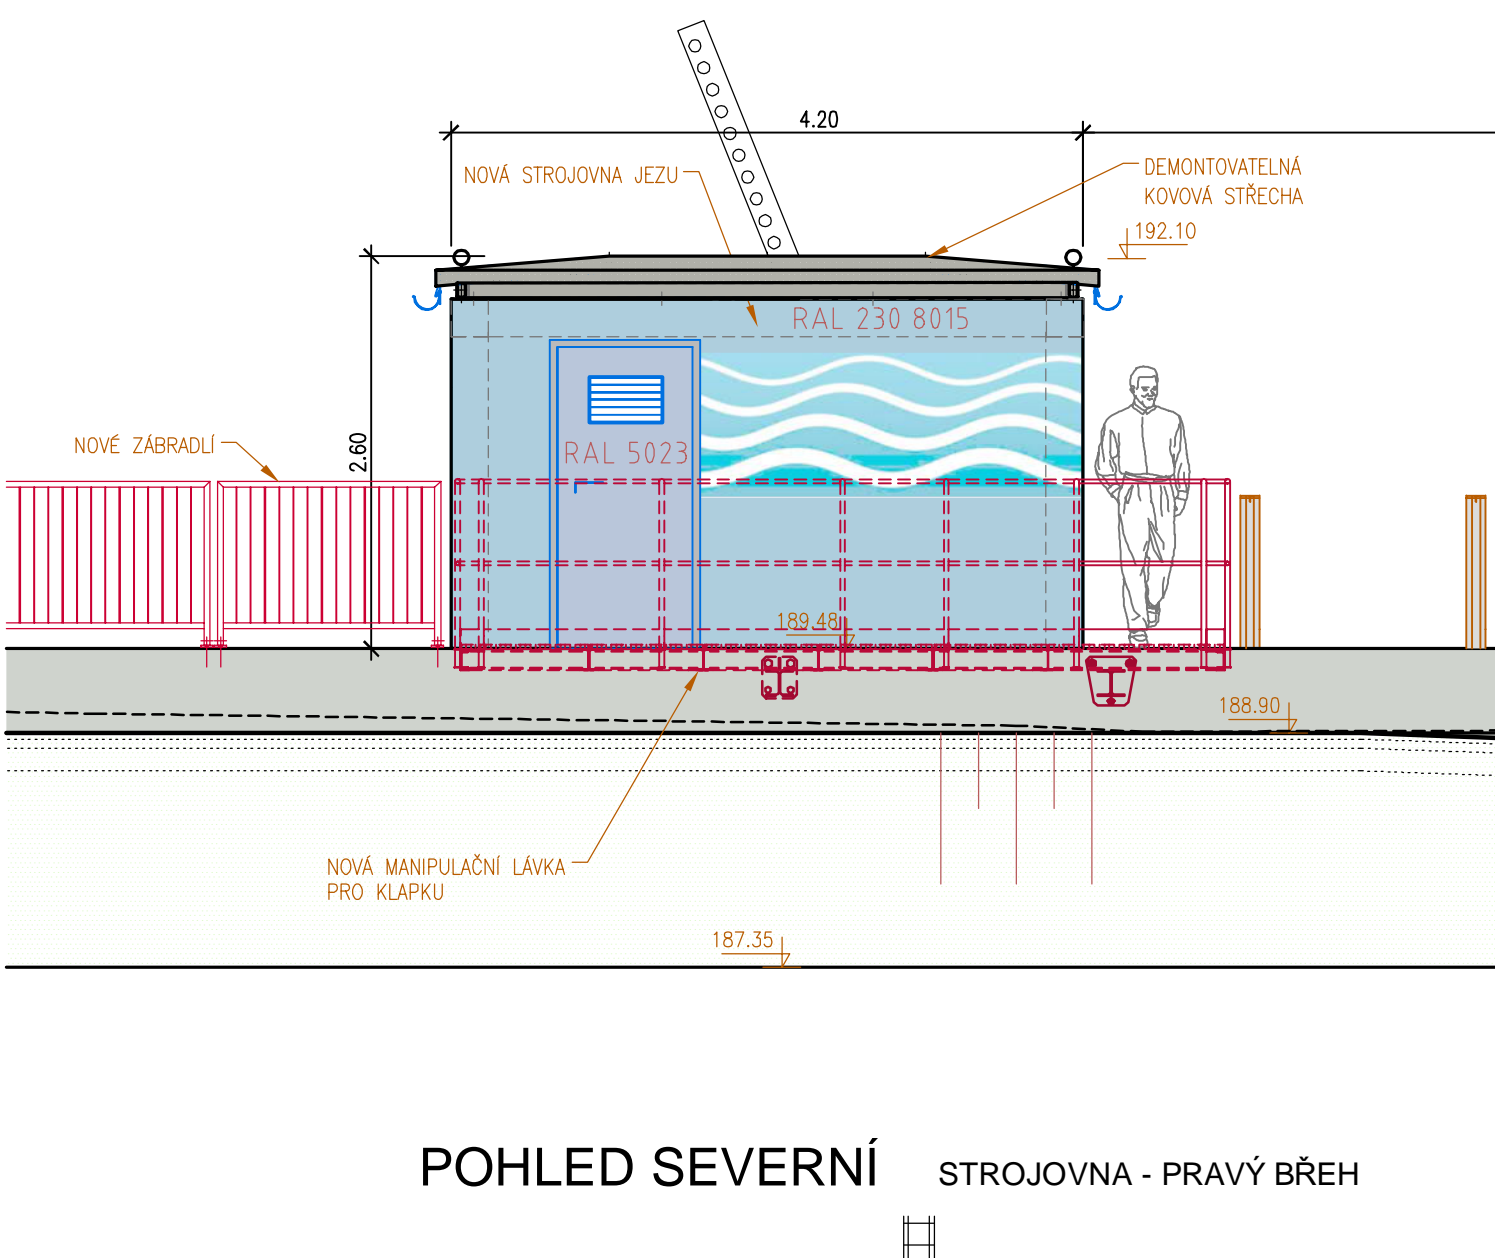 4.20
NOVÁ STROJOVNA JEZU
DEMONTOVATELNÁ
KOVOVÁ STŘECHA
192.10
RAL 230 8015
NOVÉ ZÁBRADLÍ
2.60
RAL 5023
189.48
188.90
NOVÁ MANIPULAČNÍ LÁVKA
PRO KLAPKU
187.35
POHLED SEVERNÍ STROJOVNA - PRAVÝ BŘEH